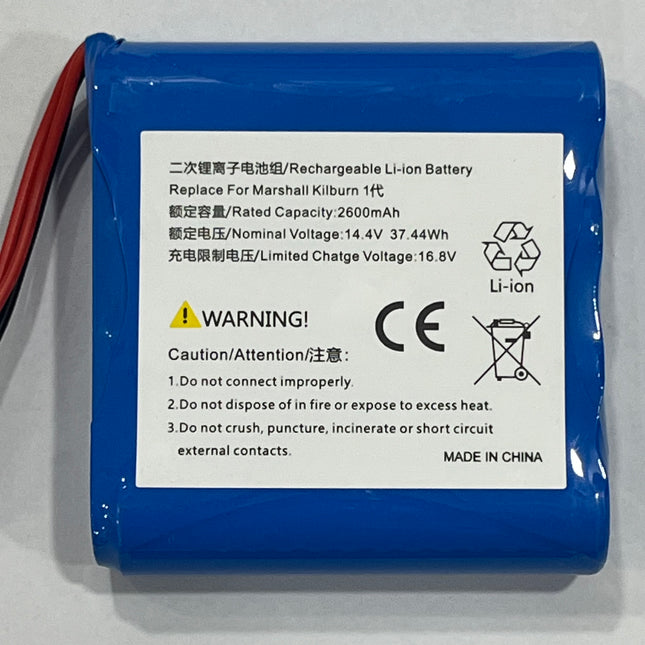 二次锂离子电池组/Rechargeable Li-ion Battery
Replace For Marshall Kilburn 1代
额定容量/Rated Capacity:2600mAh
额定电压/Nominal Voltage:14.4V 37.44Wh
充电限制电压/Limited Chatge Voltage:16.8V
Li-ion
WARNING!
CE
Caution/Attention/注意:
1.Do not connect improperly.
2.Do not dispose of in fire or expose to excess heat.
3.Do not crush, puncture, incinerate or short circuit
external contacts.
MADE IN CHINA